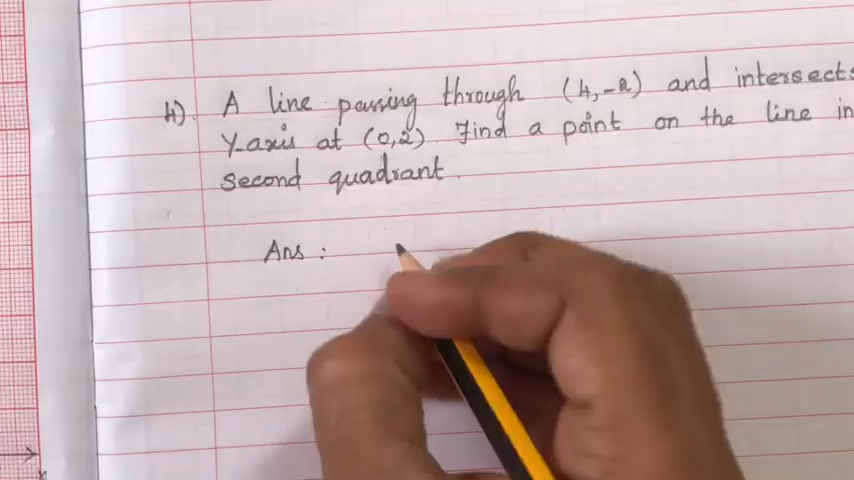 4). A line passing through (4,-2) and intersects
Y-axis at (0,2) Find a point on the line in
second quadrant.
Ans :
x